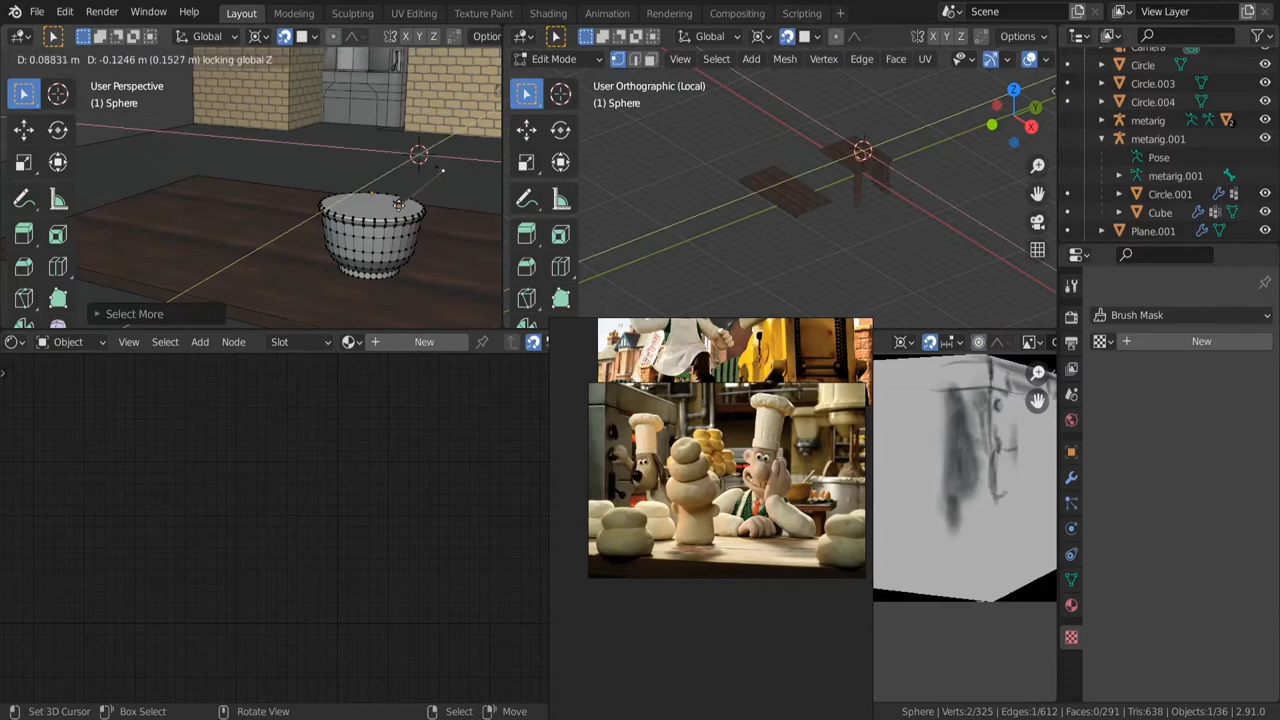 File Edit Render Window Help Layout Modeling Sculpting UV Editing Texture Paint Shading Animation Rendering Compositing Scripting + Scene View Layer
Global X Y Z Optior Global X Y Z Options
D: 0.08831 m D: -0.1246 m (0.1527 m) locking global Z
Edit Mode View Select Add Mesh Vertex Edge Face UV
User Perspective
(1) Sphere
User Orthographic (Local)
(1) Sphere
Z
Y
X
Camera
Circle
Circle.003
Circle.004
metarig 2
metarig.001
Pose
metarig.001
Circle.001
Cube
Plane.001
Select More
Brush Mask
+ New
Object View Select Add Node Slot + New
Set 3D Cursor Box Select Rotate View Select Move Sphere | Verts:2/325 | Edges:1/612 | Faces:0/291 | Tris:638 | Objects:1/36 | 2.91.0